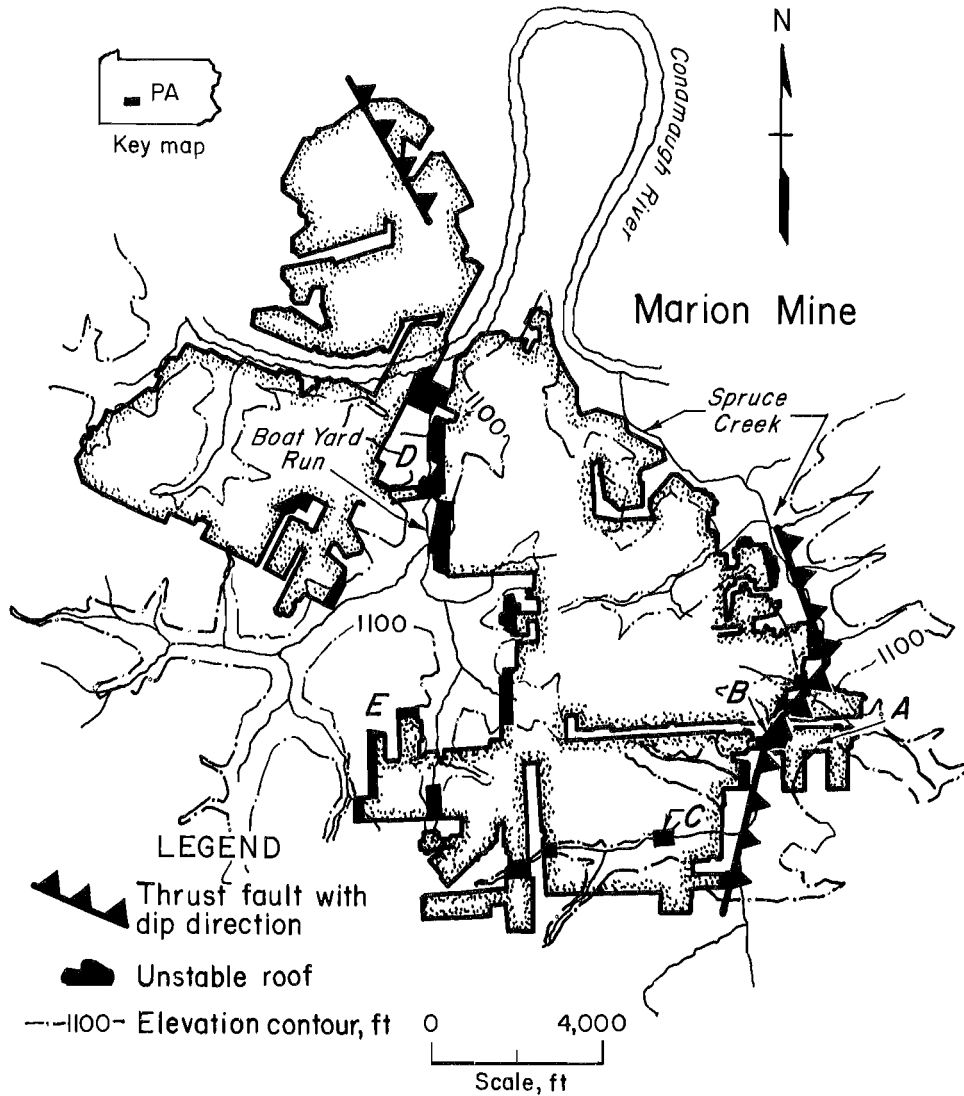 N
PA
Key map
Conamaugh River
Marion Mine
1100
Spruce
Creek
Boat Yard
Run
D
1100
1100
B
A
E
C
LEGEND
Thrust fault with
dip direction
Unstable roof
1100 Elevation contour, ft
0 4,000
Scale, ft